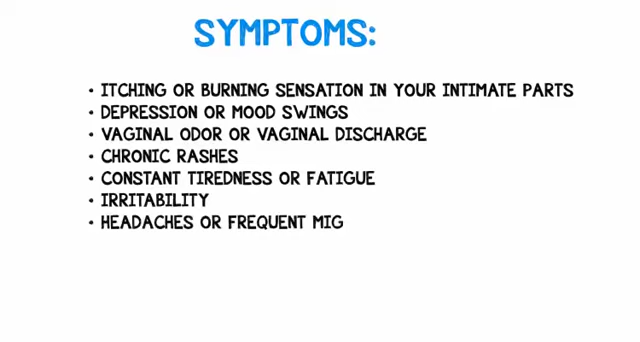 SYMPTOMS:
• ITCHING OR BURNING SENSATION IN YOUR INTIMATE PARTS
• DEPRESSION OR MOOD SWINGS
• VAGINAL ODOR OR VAGINAL DISCHARGE
• CHRONIC RASHES
• CONSTANT TIREDNESS OR FATIGUE
• IRRITABILITY
• HEADACHES OR FREQUENT MIG